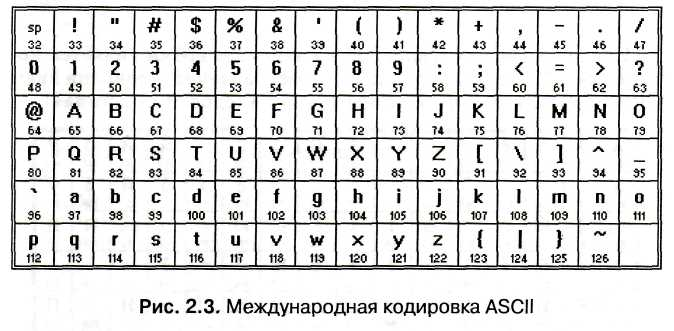 sp ! " # $ % & ' ( ) * + , – . /
32 33 34 35 36 37 38 39 40 41 42 43 44 45 46 47
0 1 2 3 4 5 6 7 8 9 : ; < = > ?
48 49 50 51 52 53 54 55 56 57 58 59 60 61 62 63
@ A B C D E F G H I J K L M N O
64 65 66 67 68 69 70 71 72 73 74 75 76 77 78 79
P Q R S T U V W X Y Z [ \ ] ^ _
80 81 82 83 84 85 86 87 88 89 90 91 92 93 94 95
` a b c d e f g h i j k l m n o
96 97 98 99 100 101 102 103 104 105 106 107 108 109 110 111
p q r s t u v w x y z { | } ~
112 113 114 115 116 117 118 119 120 121 122 123 124 125 126
Рис. 2.3. Международная кодировка ASCII